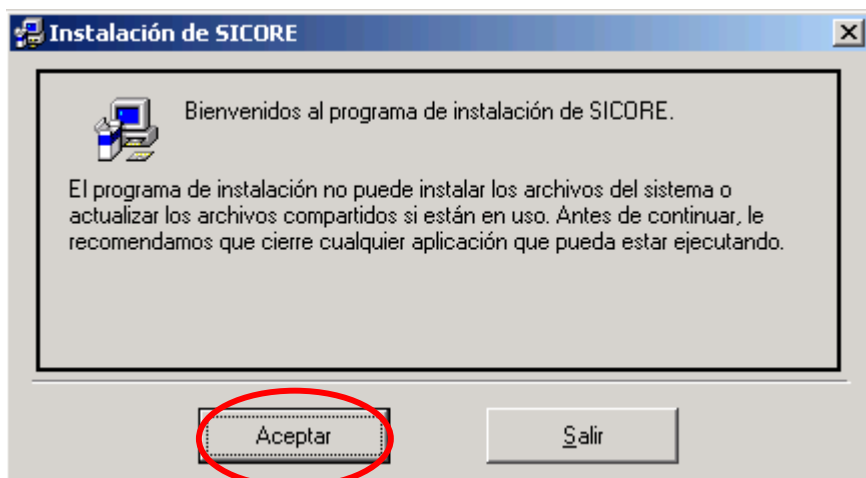 Instalación de SICORE
Bienvenidos al programa de instalación de SICORE.
El programa de instalación no puede instalar los archivos del sistema o
actualizar los archivos compartidos si están en uso. Antes de continuar, le
recomendamos que cierre cualquier aplicación que pueda estar ejecutando.
Aceptar
Salir